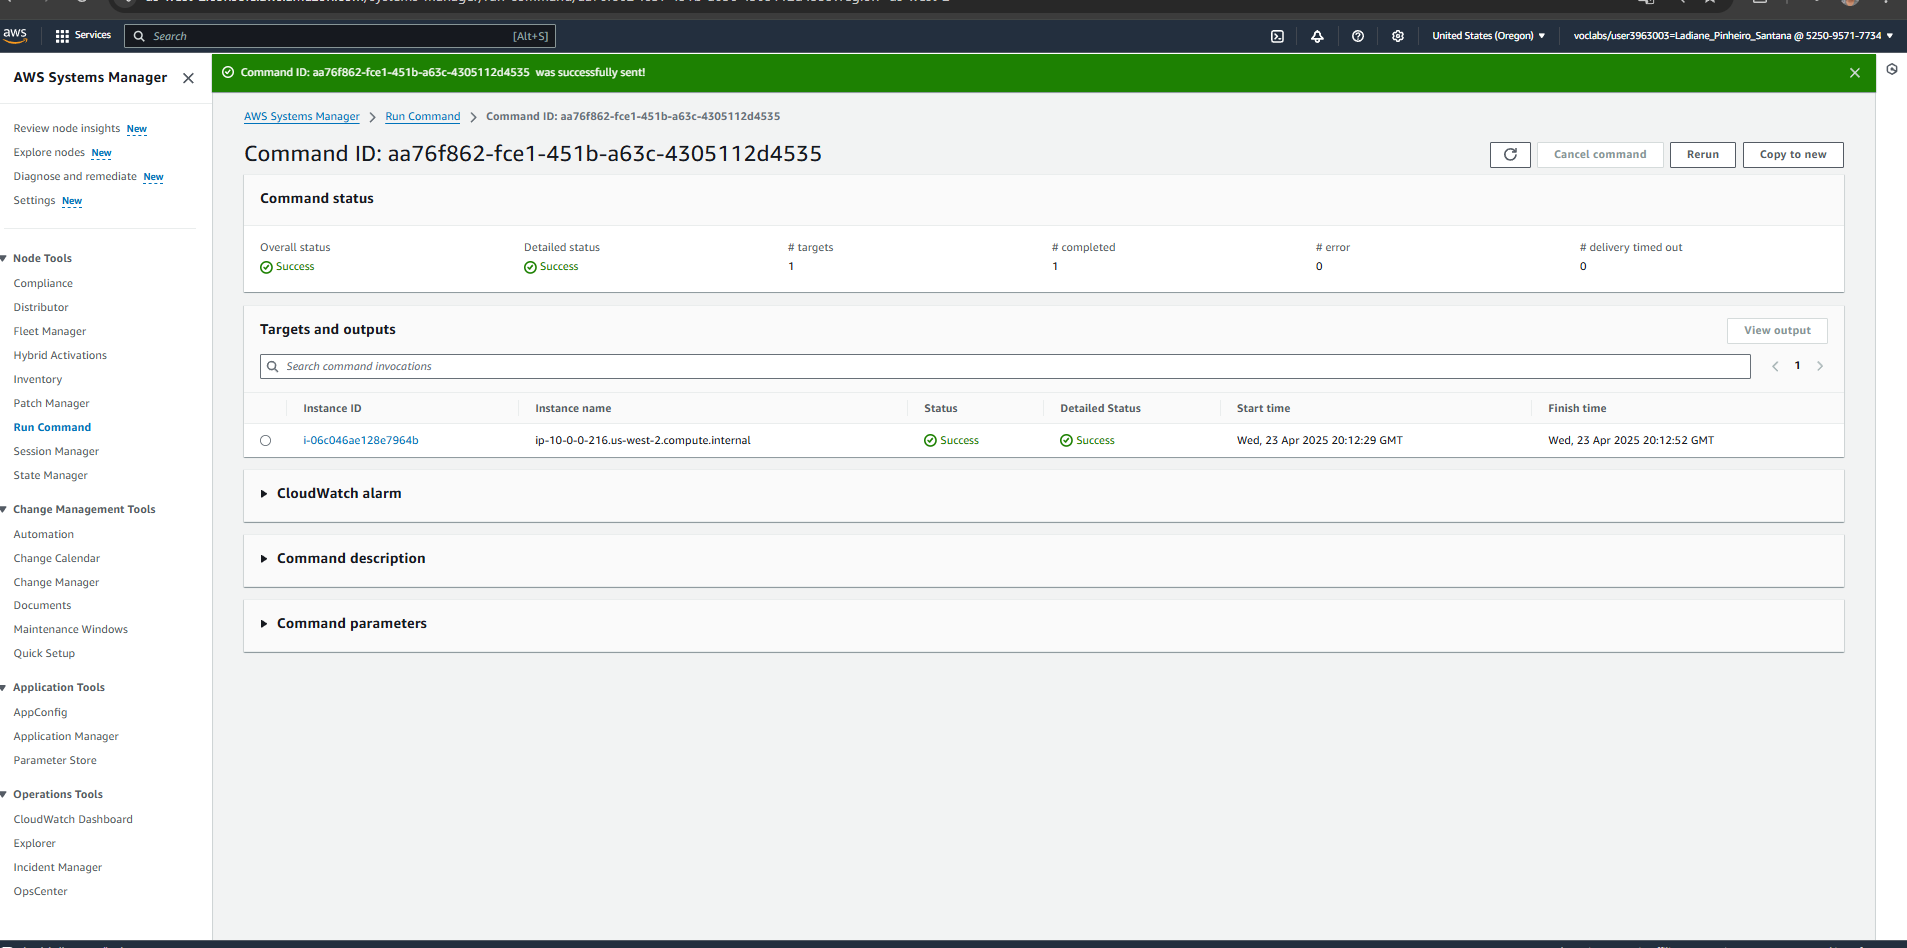 aws
Services
Search
[Alt+S]
United States (Oregon)
voclabs/user3963003=Ladiane_Pinheiro_Santana @ 5250-9571-7734
AWS Systems Manager
Review node insights New
Explore nodes New
Diagnose and remediate New
Settings New
Node Tools
Compliance
Distributor
Fleet Manager
Hybrid Activations
Inventory
Patch Manager
Run Command
Session Manager
State Manager
Change Management Tools
Automation
Change Calendar
Change Manager
Documents
Maintenance Windows
Quick Setup
Application Tools
AppConfig
Application Manager
Parameter Store
Operations Tools
CloudWatch Dashboard
Explorer
Incident Manager
OpsCenter
Command ID: aa76f862-fce1-451b-a63c-4305112d4535 was successfully sent!
AWS Systems Manager > Run Command > Command ID: aa76f862-fce1-451b-a63c-4305112d4535
Command ID: aa76f862-fce1-451b-a63c-4305112d4535
Cancel command
Rerun
Copy to new
Command status
Overall status
Success
Detailed status
Success
# targets
1
# completed
1
# error
0
# delivery timed out
0
Targets and outputs
View output
Search command invocations
1
Instance ID Instance name Status Detailed Status Start time Finish time
i-06c046ae128e7964b ip-10-0-0-216.us-west-2.compute.internal Success Success Wed, 23 Apr 2025 20:12:29 GMT Wed, 23 Apr 2025 20:12:52 GMT
CloudWatch alarm
Command description
Command parameters